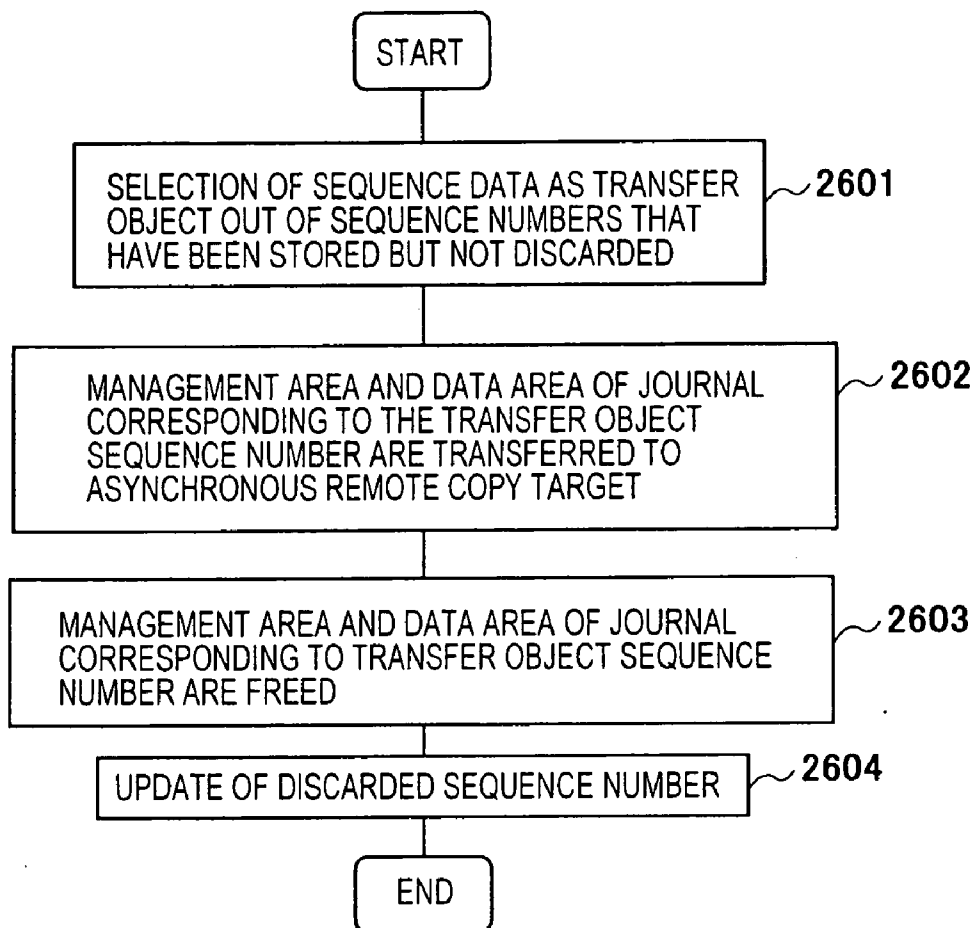 START
SELECTION OF SEQUENCE DATA AS TRANSFER
OBJECT OUT OF SEQUENCE NUMBERS THAT
HAVE BEEN STORED BUT NOT DISCARDED
2601
MANAGEMENT AREA AND DATA AREA OF JOURNAL
CORRESPONDING TO THE TRANSFER OBJECT
SEQUENCE NUMBER ARE TRANSFERRED TO
ASYNCHRONOUS REMOTE COPY TARGET
2602
MANAGEMENT AREA AND DATA AREA OF JOURNAL
CORRESPONDING TO TRANSFER OBJECT SEQUENCE
NUMBER ARE FREED
2603
UPDATE OF DISCARDED SEQUENCE NUMBER
2604
END